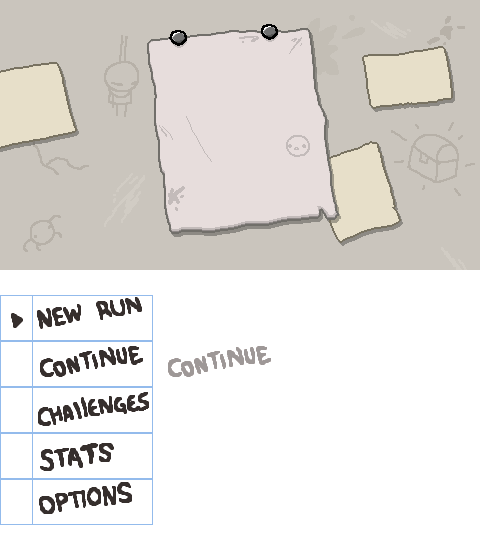 NEW RUN
CONTINUE CONTINUE
CHALLENGES
STATS
OPTIONS